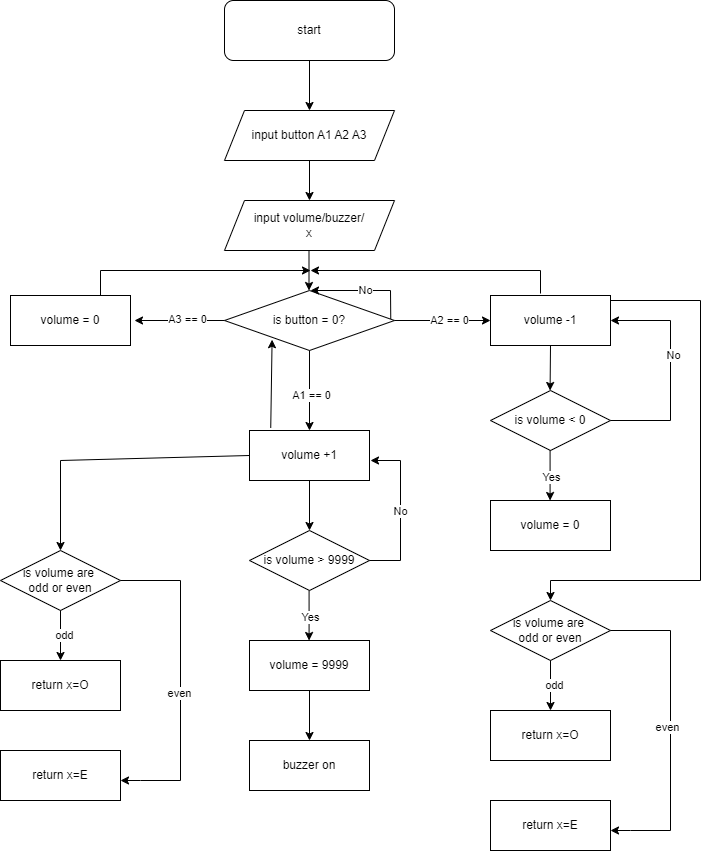 start
input button A1 A2 A3
input volume/buzzer/
x
No
volume = 0
A3 == 0
is button = 0?
A2 == 0
volume -1
No
A1 == 0
is volume < 0
volume +1
Yes
No
volume = 0
is volume > 9999
is volume are
odd or even
Yes
is volume are
odd or even
odd
volume = 9999
return x=O
odd
even
even
return x=O
buzzer on
return x=E
return x=E